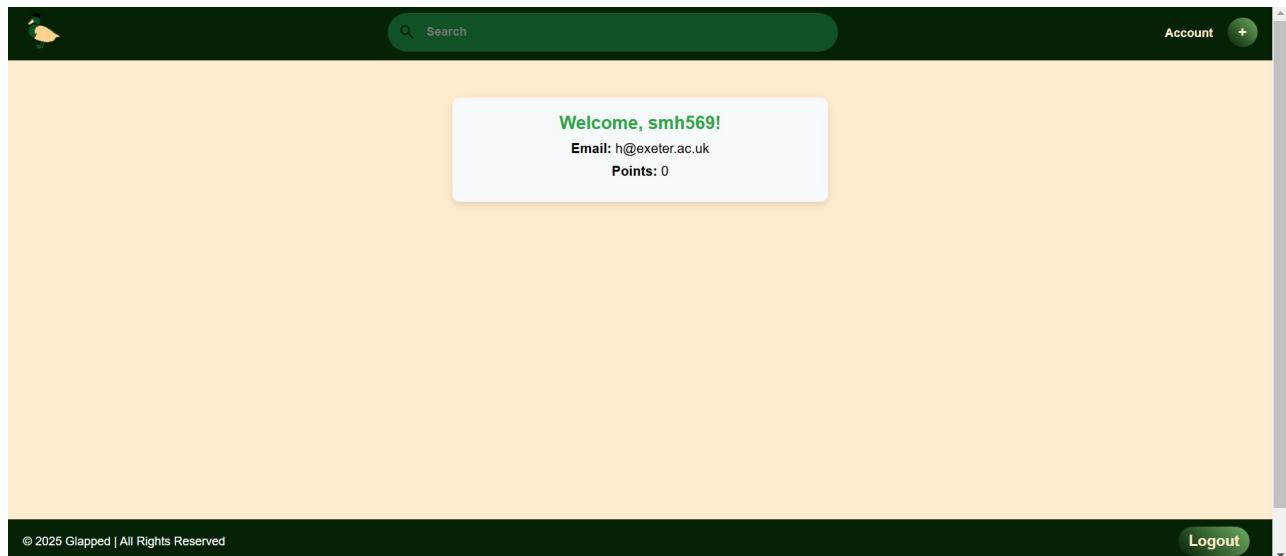 Search
Account +
Welcome, smh569!
Email: h@exeter.ac.uk
Points: 0
© 2025 Glapped | All Rights Reserved
Logout